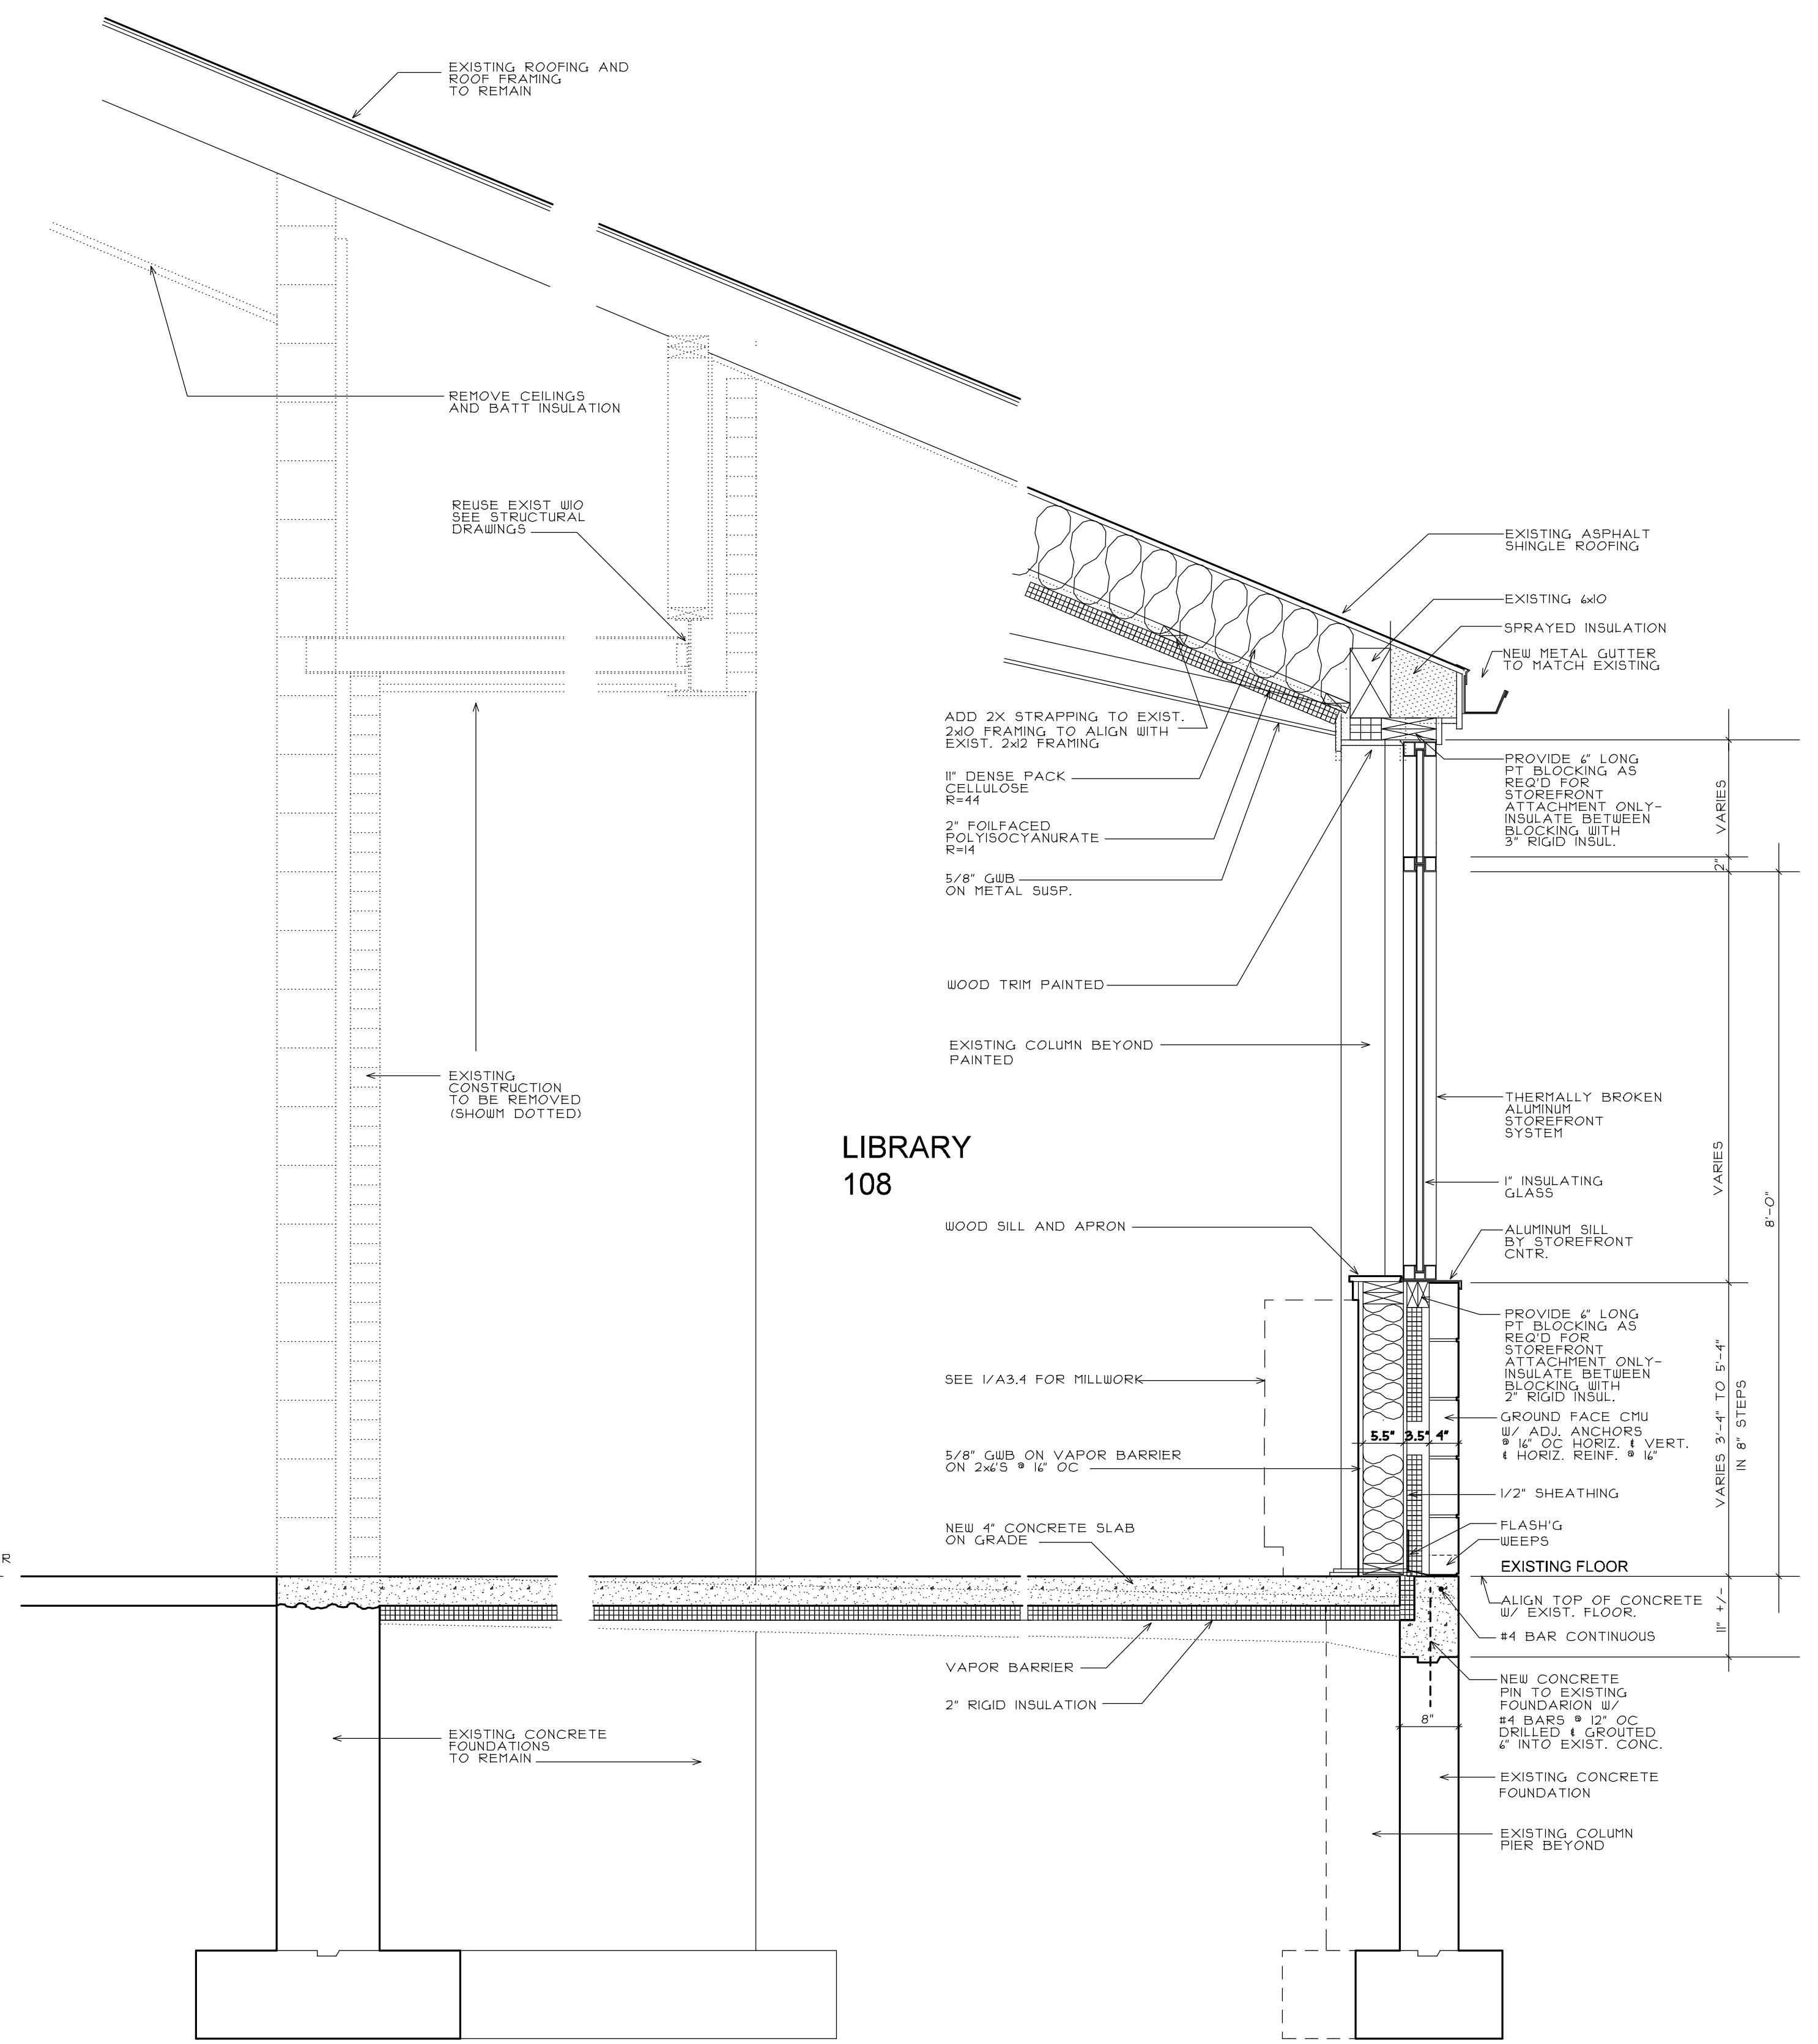 EXISTING ROOFING AND
ROOF FRAMING
TO REMAIN
REMOVE CEILINGS
AND BATT INSULATION
REUSE EXIST W10
SEE STRUCTURAL
DRAWINGS
EXISTING
CONSTRUCTION
TO BE REMOVED
(SHOWM DOTTED)
R
EXISTING CONCRETE
FOUNDATIONS
TO REMAIN
LIBRARY
108
ADD 2X STRAPPING TO EXIST.
2x10 FRAMING TO ALIGN WITH
EXIST. 2x12 FRAMING
11" DENSE PACK
CELLULOSE
R=44
2" FOILFACED
POLYISOCYANURATE
R=14
5/8" GWB
ON METAL SUSP.
WOOD TRIM PAINTED
EXISTING COLUMN BEYOND
PAINTED
WOOD SILL AND APRON
SEE 1/A3.4 FOR MILLWORK
5/8" GWB ON VAPOR BARRIER
ON 2x6'S @ 16" OC
NEW 4" CONCRETE SLAB
ON GRADE
VAPOR BARRIER
2" RIGID INSULATION
5.5" 3.5" 4"
8"
EXISTING ASPHALT
SHINGLE ROOFING
EXISTING 6x10
SPRAYED INSULATION
NEW METAL GUTTER
TO MATCH EXISTING
PROVIDE 6" LONG
PT BLOCKING AS
REQ'D FOR
STOREFRONT
ATTACHMENT ONLY-
INSULATE BETWEEN
BLOCKING WITH
3" RIGID INSUL.
THERMALLY BROKEN
ALUMINUM
STOREFRONT
SYSTEM
1" INSULATING
GLASS
ALUMINUM SILL
BY STOREFRONT
CNTR.
PROVIDE 6" LONG
PT BLOCKING AS
REQ'D FOR
STOREFRONT
ATTACHMENT ONLY-
INSULATE BETWEEN
BLOCKING WITH
2" RIGID INSUL.
GROUND FACE CMU
W/ ADJ. ANCHORS
@ 16" OC HORIZ. & VERT.
& HORIZ. REINF. @ 16"
1/2" SHEATHING
FLASH'G
WEEPS
EXISTING FLOOR
ALIGN TOP OF CONCRETE
W/ EXIST. FLOOR.
#4 BAR CONTINUOUS
NEW CONCRETE
PIN TO EXISTING
FOUNDARION W/
#4 BARS @ 12" OC
DRILLED & GROUTED
6" INTO EXIST. CONC.
EXISTING CONCRETE
FOUNDATION
EXISTING COLUMN
PIER BEYOND
VARIES
2"
VARIES
8'-0"
VARIES 3'-4" TO 5'-4"
IN 8" STEPS
11" +/-